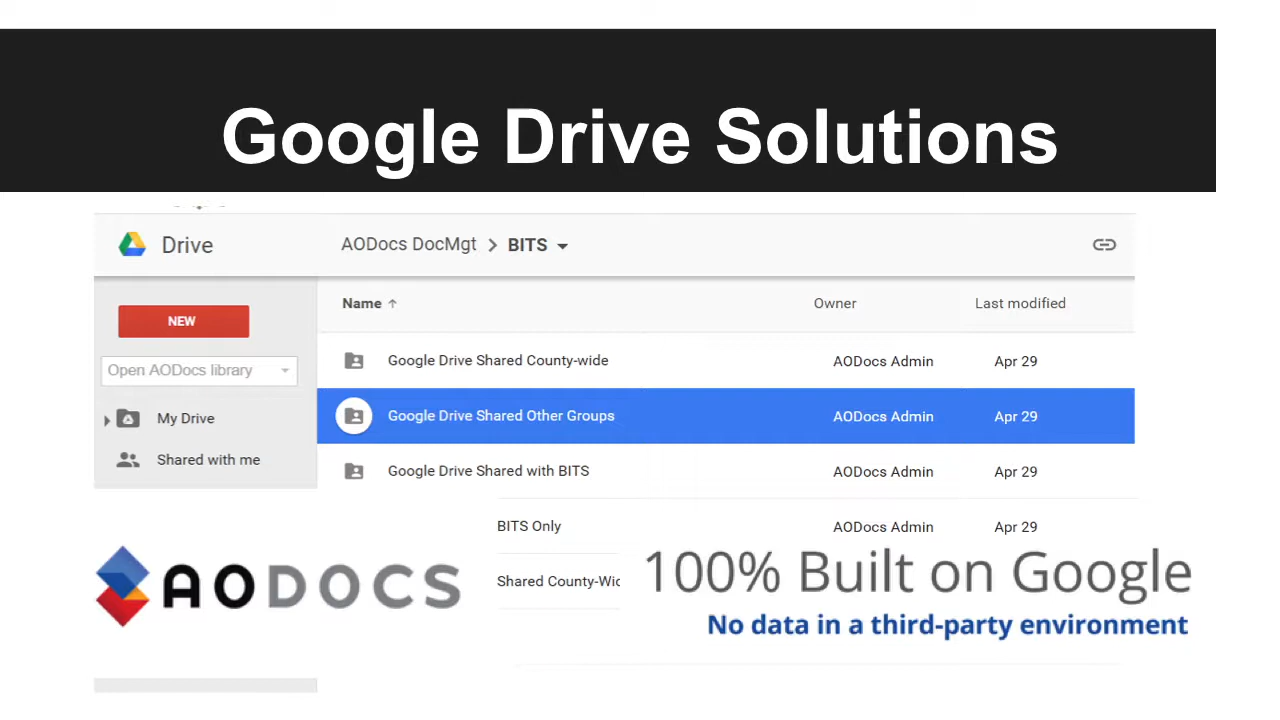 Google Drive Solutions
Drive
AODocs DocMgt > BITS
NEW
Open AODocs library
My Drive
Shared with me
Name ↑ Owner Last modified
Google Drive Shared County-wide AODocs Admin Apr 29
Google Drive Shared Other Groups AODocs Admin Apr 29
Google Drive Shared with BITS AODocs Admin Apr 29
BITS Only AODocs Admin Apr 29
Shared County-Wi
AODOCS
100% Built on Google
No data in a third-party environment